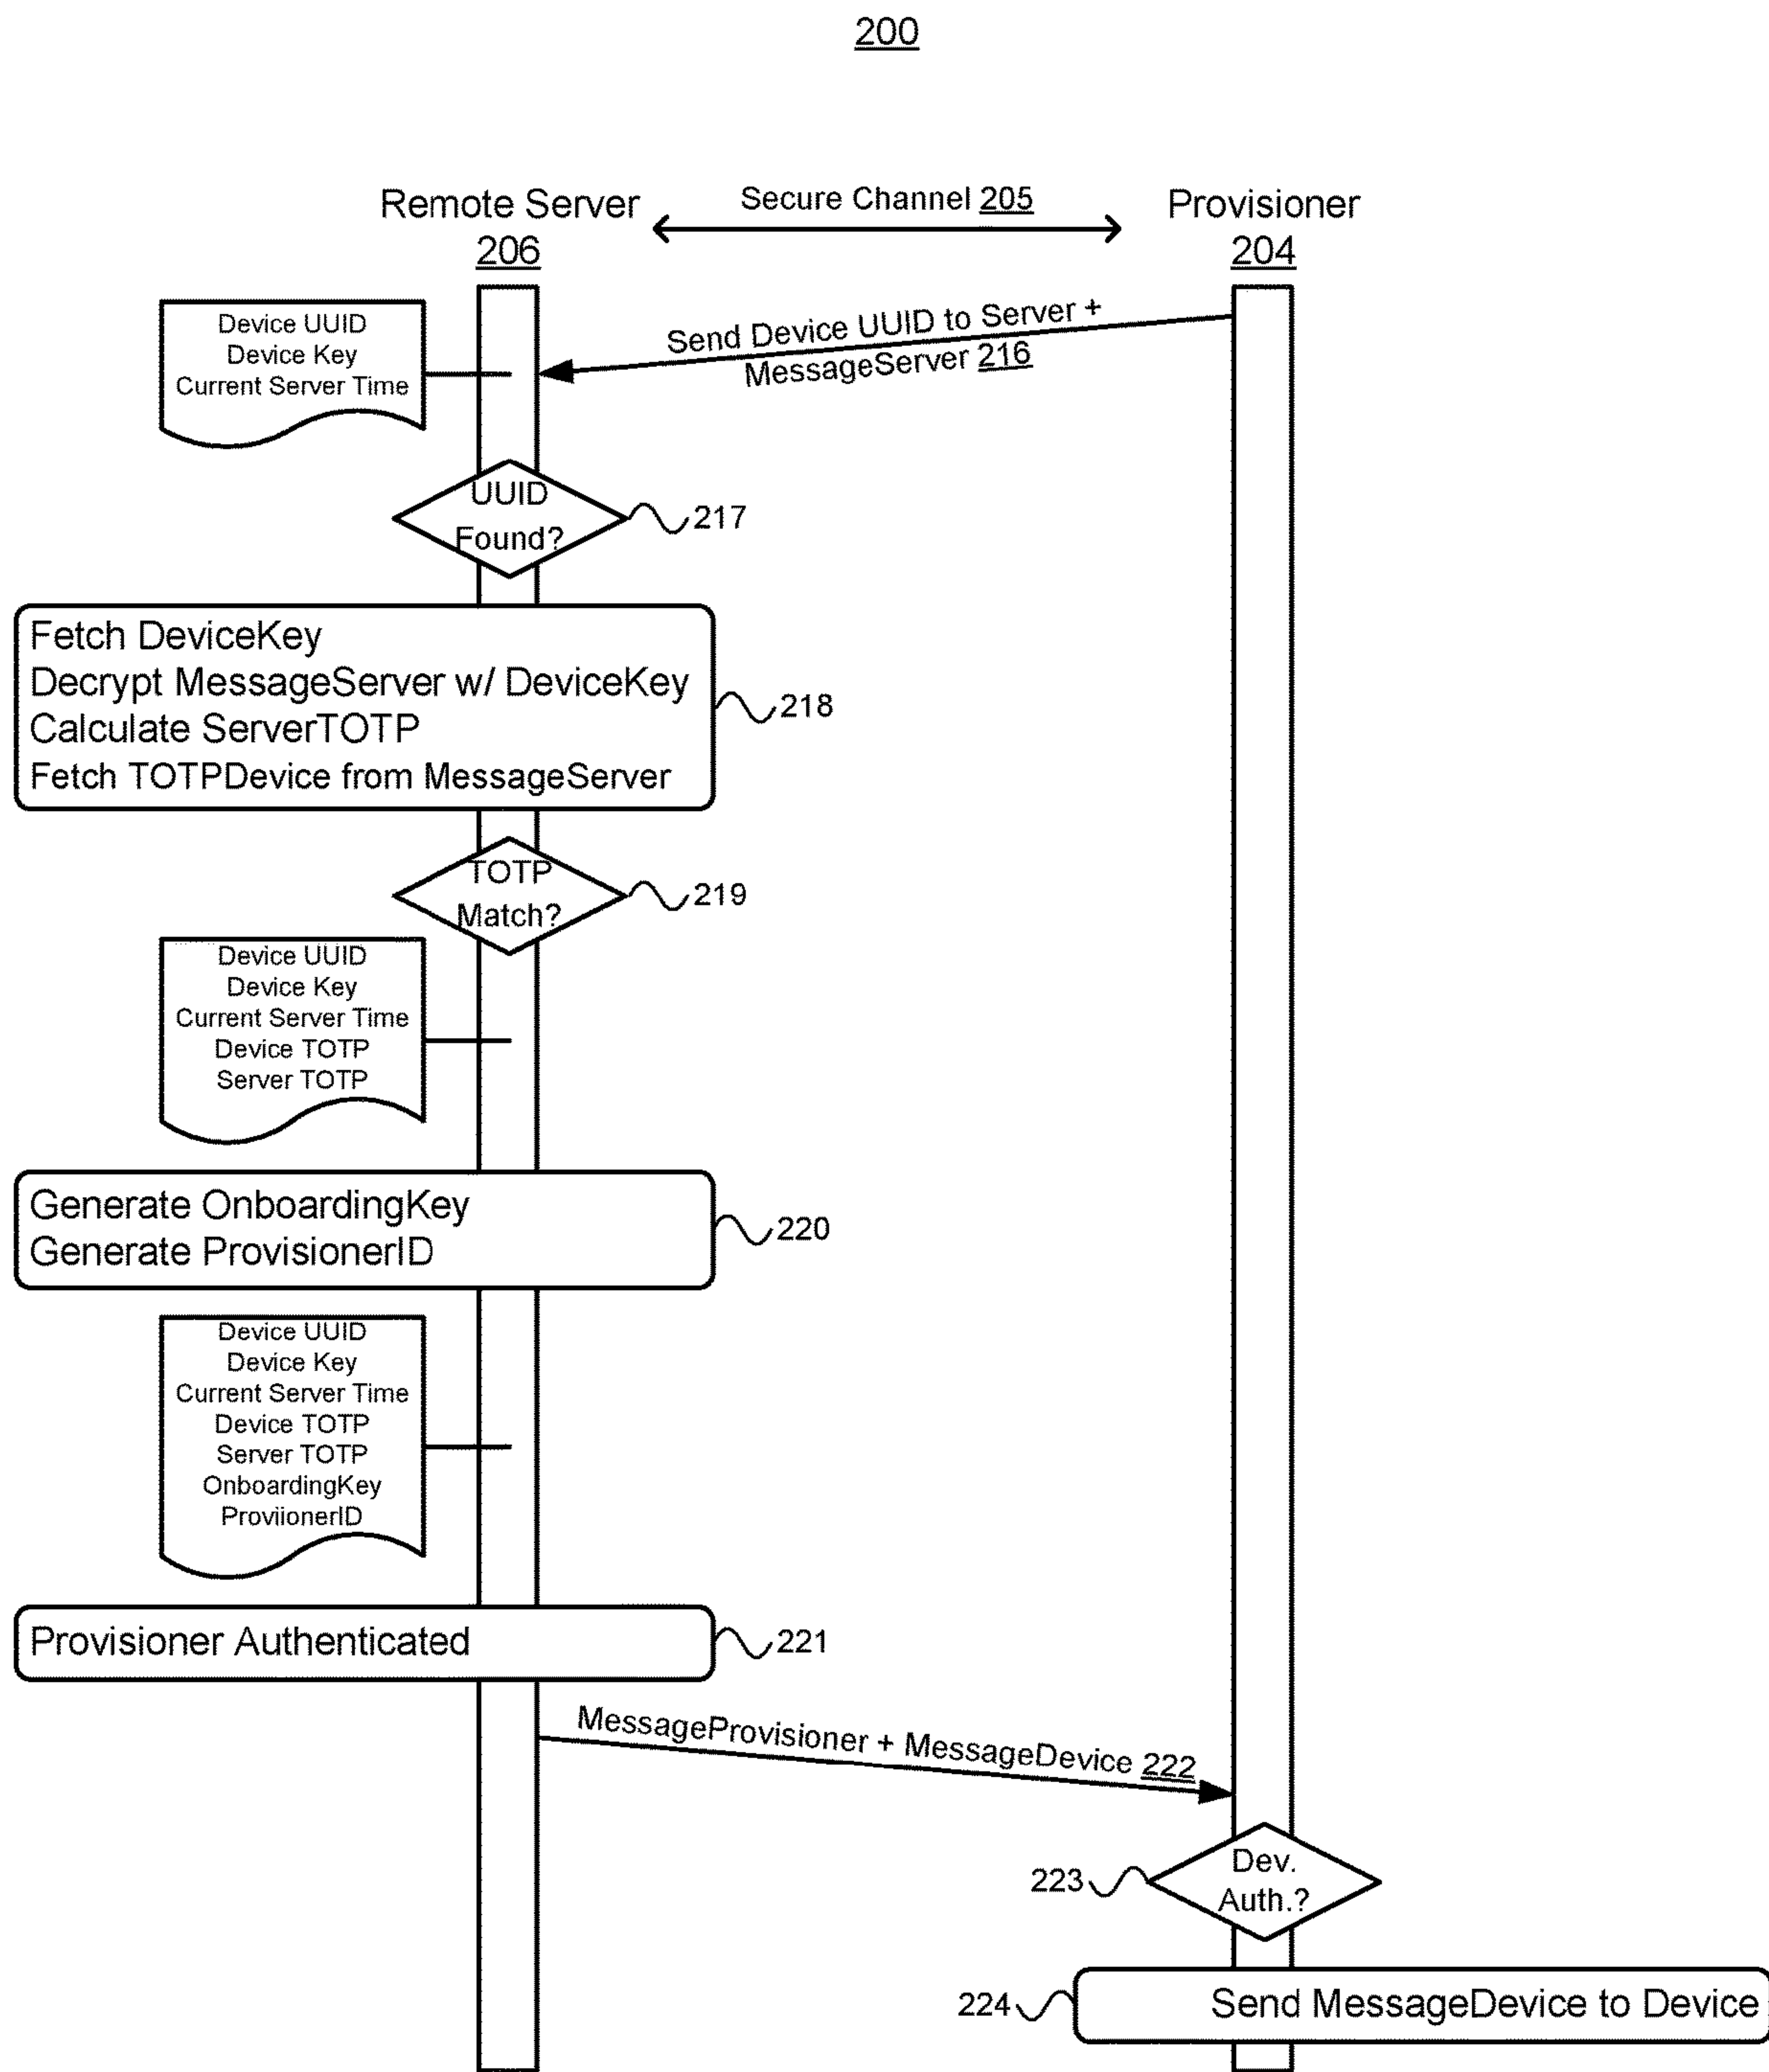 200
Remote Server
206
Secure Channel 205
Provisioner
204
Send Device UUID to Server +
MessageServer 216
Device UUID
Device Key
Current Server Time
UUID
Found?
217
Fetch DeviceKey
Decrypt MessageServer w/ DeviceKey
Calculate ServerTOTP
Fetch TOTPDevice from MessageServer
218
TOTP
Match?
219
Device UUID
Device Key
Current Server Time
Device TOTP
Server TOTP
Generate OnboardingKey
Generate ProvisionerID
220
Device UUID
Device Key
Current Server Time
Device TOTP
Server TOTP
OnboardingKey
ProviionerID
Provisioner Authenticated
221
MessageProvisioner + MessageDevice 222
Dev.
Auth.?
223
Send MessageDevice to Device
224